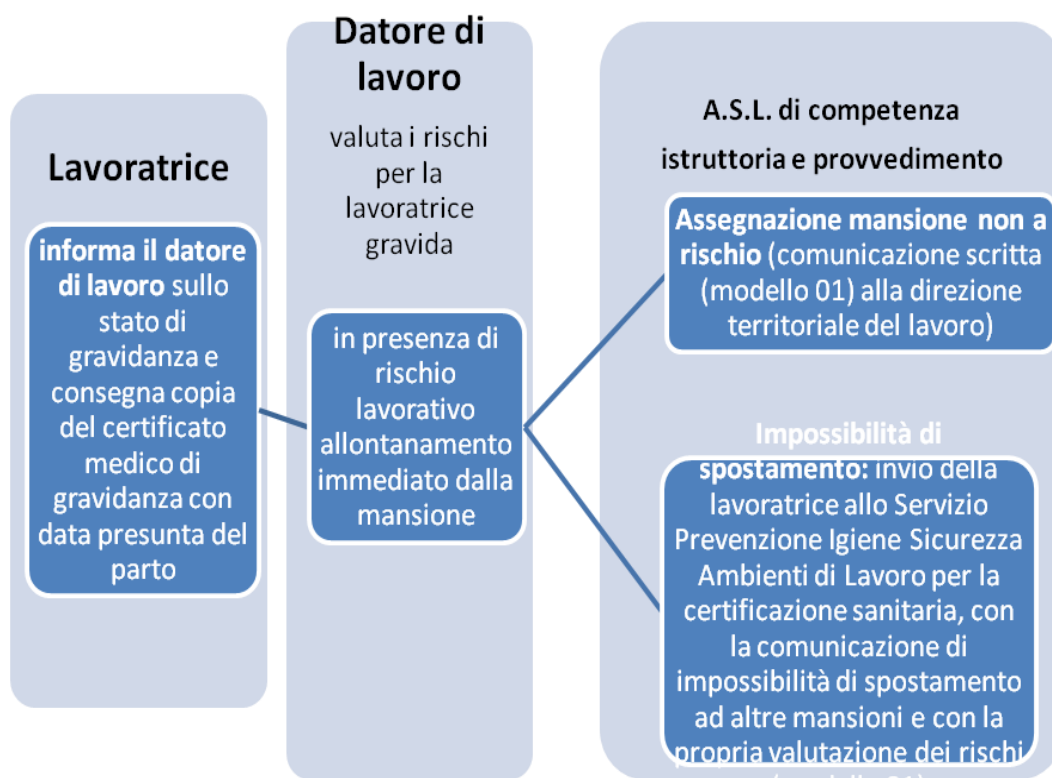 Lavoratrice
informa il datore
di lavoro sullo
stato di
gravidanza e
consegna copia
del certificato
medico di
gravidanza con
data presunta del
parto
Datore di
lavoro
valuta i rischi
per la
lavoratrice
gravida
in presenza di
rischio
lavorativo
allontanamento
immediato dalla
mansione
A.S.L. di competenza
istruttoria e provvedimento
Assegnazione mansione non a
rischio (comunicazione scritta
(modello 01) alla direzione
territoriale del lavoro)
Impossibilità di
spostamento: invio della
lavoratrice allo Servizio
Prevenzione Igiene Sicurezza
Ambienti di Lavoro per la
certificazione sanitaria, con
la comunicazione di
impossibilità di spostamento
ad altre mansioni e con la
propria valutazione dei rischi